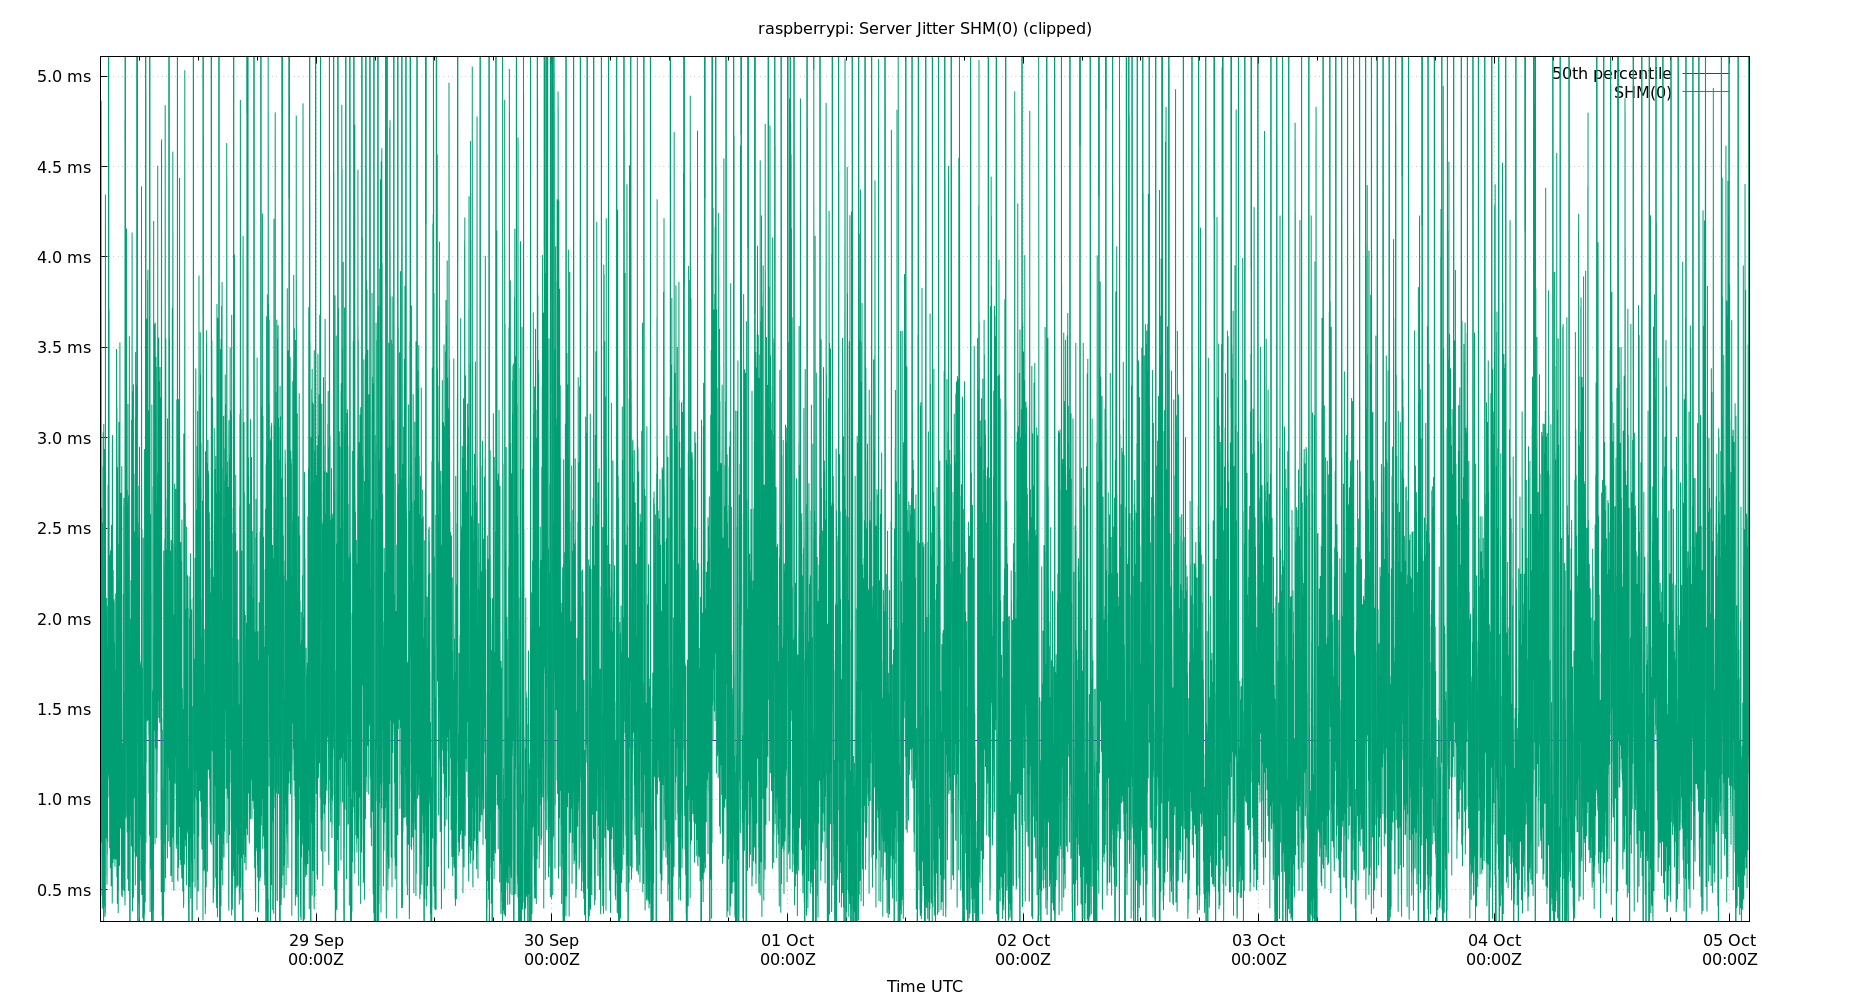 raspberrypi: Server Jitter SHM(0) (clipped)
50th percentile
SHM(0)
5.0 ms
4.5 ms
4.0 ms
3.5 ms
3.0 ms
2.5 ms
2.0 ms
1.5 ms
1.0 ms
0.5 ms
29 Sep 30 Sep 01 Oct 02 Oct 03 Oct 04 Oct 05 Oct
00:00Z 00:00Z 00:00Z 00:00Z 00:00Z 00:00Z 00:00Z
Time UTC